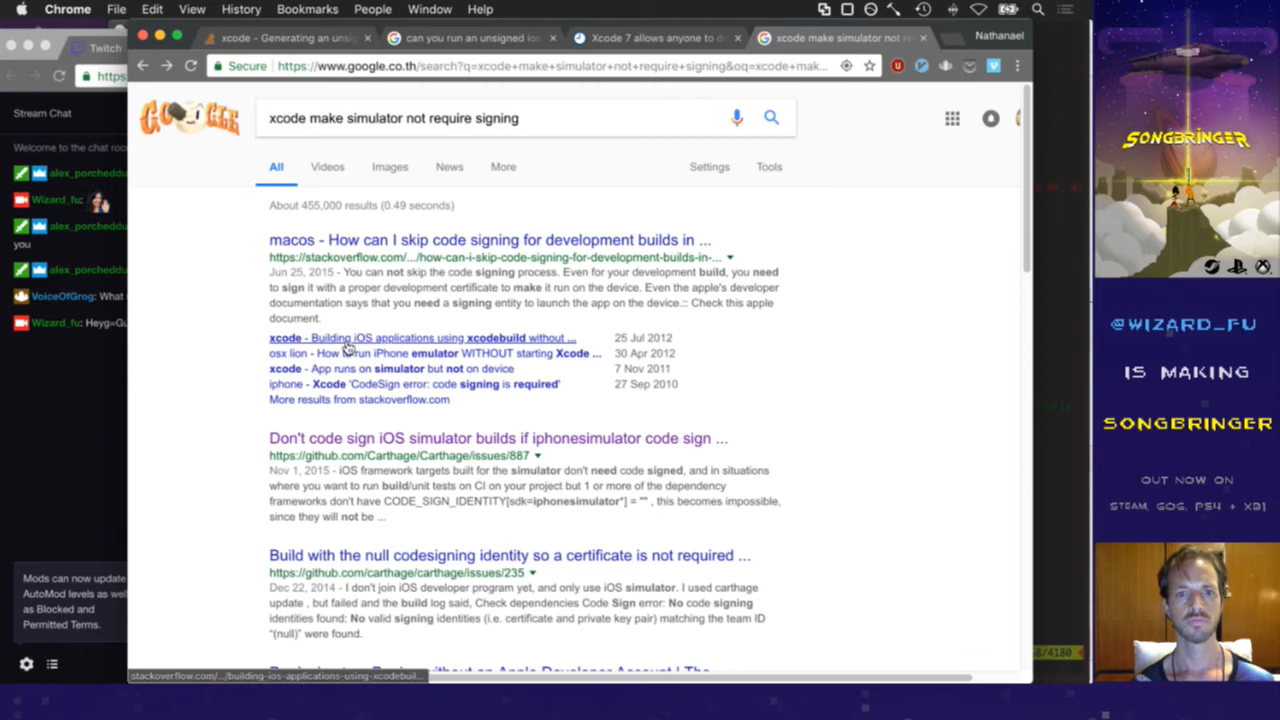 Chrome File Edit View History Bookmarks People Window Help
xcode - Generating an unsig
can you run an unsigned ios
Xcode 7 allows anyone to de
xcode make simulator not re
Nathanael
Twitch
https
Secure https://www.google.co.th/search?q=xcode+make+simulator+not+require+signing&oq=xcode+mak...
Stream Chat
Welcome to the chat roo
alex_porcheddu
Wizard_fu:
alex_porcheddu
you
alex_porcheddu
VoiceOfGrog: What
Wizard_fu: Heyg=Gu
Mods can now update
AutoMod levels as well
as Blocked and
Permitted Terms.
GOOGLE
xcode make simulator not require signing
All Videos Images News More Settings Tools
About 455,000 results (0.49 seconds)
macos - How can I skip code signing for development builds in ...
https://stackoverflow.com/.../how-can-i-skip-code-signing-for-development-builds-in-...
Jun 25, 2015 - You can not skip the code signing process. Even for your development build, you need
to sign it with a proper development certificate to make it run on the device. Even the apple's developer
documentation says that you need a signing entity to launch the app on the device.:: Check this apple
document.
xcode - Building iOS applications using xcodebuild without ... 25 Jul 2012
osx lion - How to run iPhone emulator WITHOUT starting Xcode ... 30 Apr 2012
xcode - App runs on simulator but not on device 7 Nov 2011
iphone - Xcode 'CodeSign error: code signing is required' 27 Sep 2010
More results from stackoverflow.com
Don't code sign iOS simulator builds if iphonesimulator code sign ...
https://github.com/Carthage/Carthage/issues/887
Nov 1, 2015 - iOS framework targets built for the simulator don't need code signed, and in situations
where you want to run build/unit tests on CI on your project but 1 or more of the dependency
frameworks don't have CODE_SIGN_IDENTITY[sdk=iphonesimulator*] = "" , this becomes impossible,
since they will not be ...
Build with the null codesigning identity so a certificate is not required ...
https://github.com/carthage/carthage/issues/235
Dec 22, 2014 - I don't join iOS developer program yet, and only use iOS simulator. I used carthage
update , but failed and the build log said, Check dependencies Code Sign error: No code signing
identities found: No valid signing identities (i.e. certificate and private key pair) matching the team ID
"(null)" were found.
stackoverflow.com/.../building-ios-applications-using-xcodebuil...
/4180
SONGBRINGER
@WIZARD_FU
IS MAKING
SONGBRINGER
OUT NOW ON
STEAM, GOG, PS4 + XB1